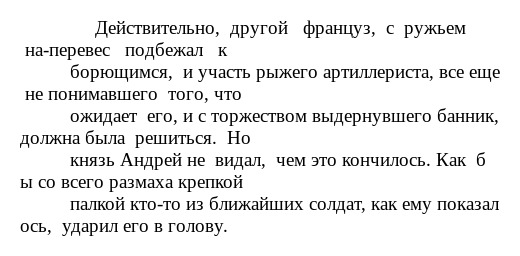 Действительно, другой француз, с ружьем
на-перевес подбежал к
борющимся, и участь рыжего артиллериста, все еще
не понимавшего того, что
ожидает его, и с торжеством выдернувшего банник,
должна была решиться. Но
князь Андрей не видал, чем это кончилось. Как б
ы со всего размаха крепкой
палкой кто-то из ближайших солдат, как ему показал
ось, ударил его в голову.